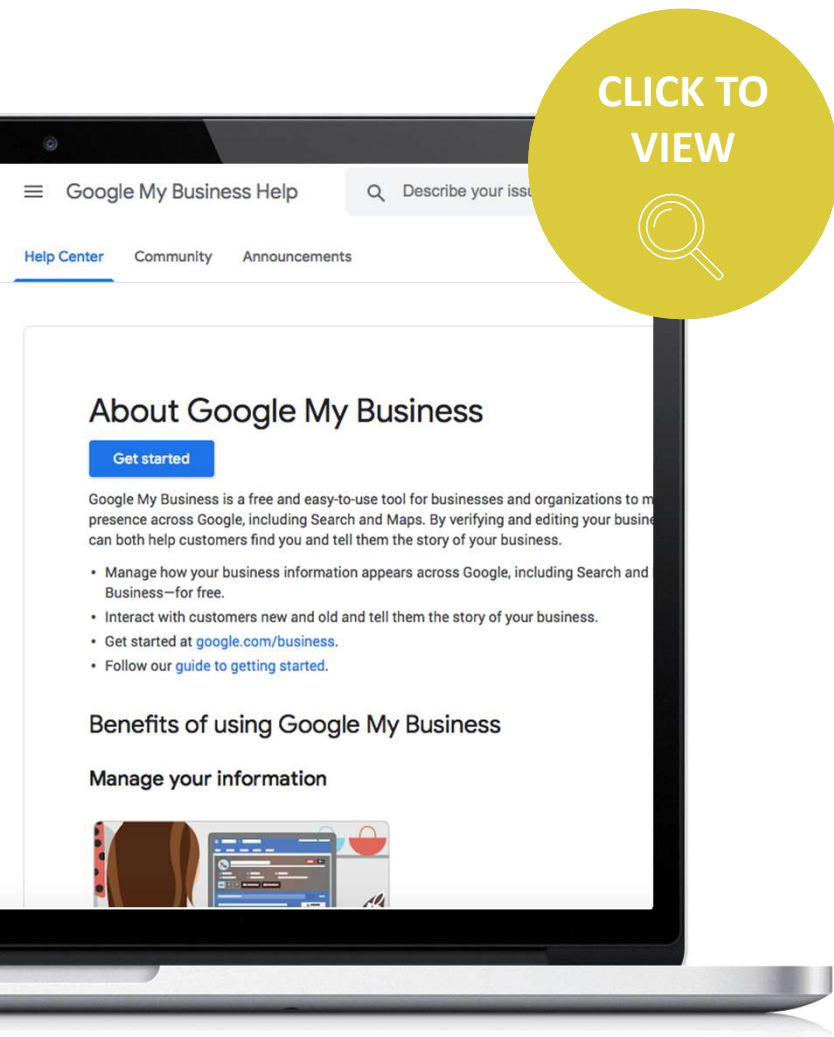 CLICK TO
VIEW
Google My Business Help
Describe your issu
Help Center Community Announcements
About Google My Business
Get started
Google My Business is a free and easy-to-use tool for businesses and organizations to m
presence across Google, including Search and Maps. By verifying and editing your busine
can both help customers find you and tell them the story of your business.
• Manage how your business information appears across Google, including Search and
Business—for free.
• Interact with customers new and old and tell them the story of your business.
• Get started at google.com/business.
• Follow our guide to getting started.
Benefits of using Google My Business
Manage your information